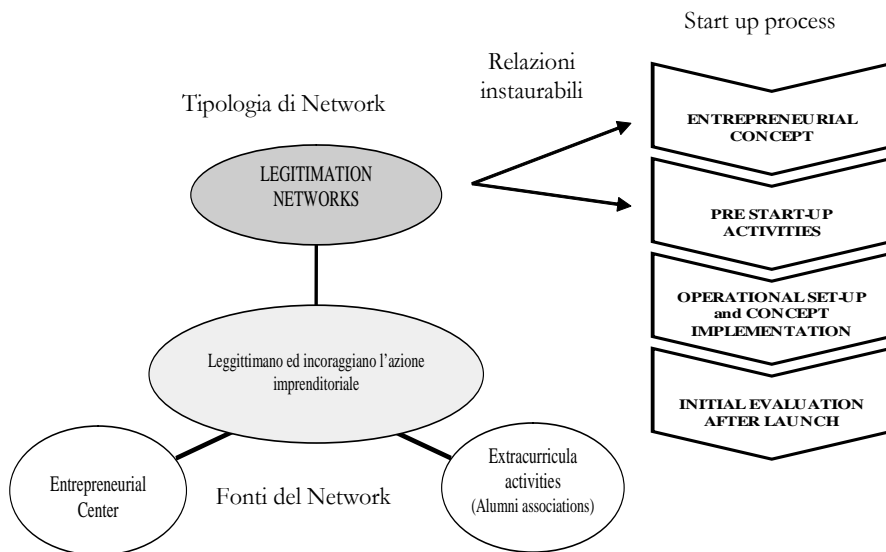 Start up process
Relazioni
instaurabili
Tipologia di Network
LEGITIMATION
NETWORKS
ENTREPRENEURIAL
CONCEPT
PRE START-UP
ACTIVITIES
OPERATIONAL SET-UP
and CONCEPT
IMPLEMENTATION
INITIAL EVALUATION
AFTER LAUNCH
Leggittimano ed incoraggiano l’azione
imprenditoriale
Entrepreneurial
Center
Fonti del Network
Extracurricula
activities
(Alumni associations)